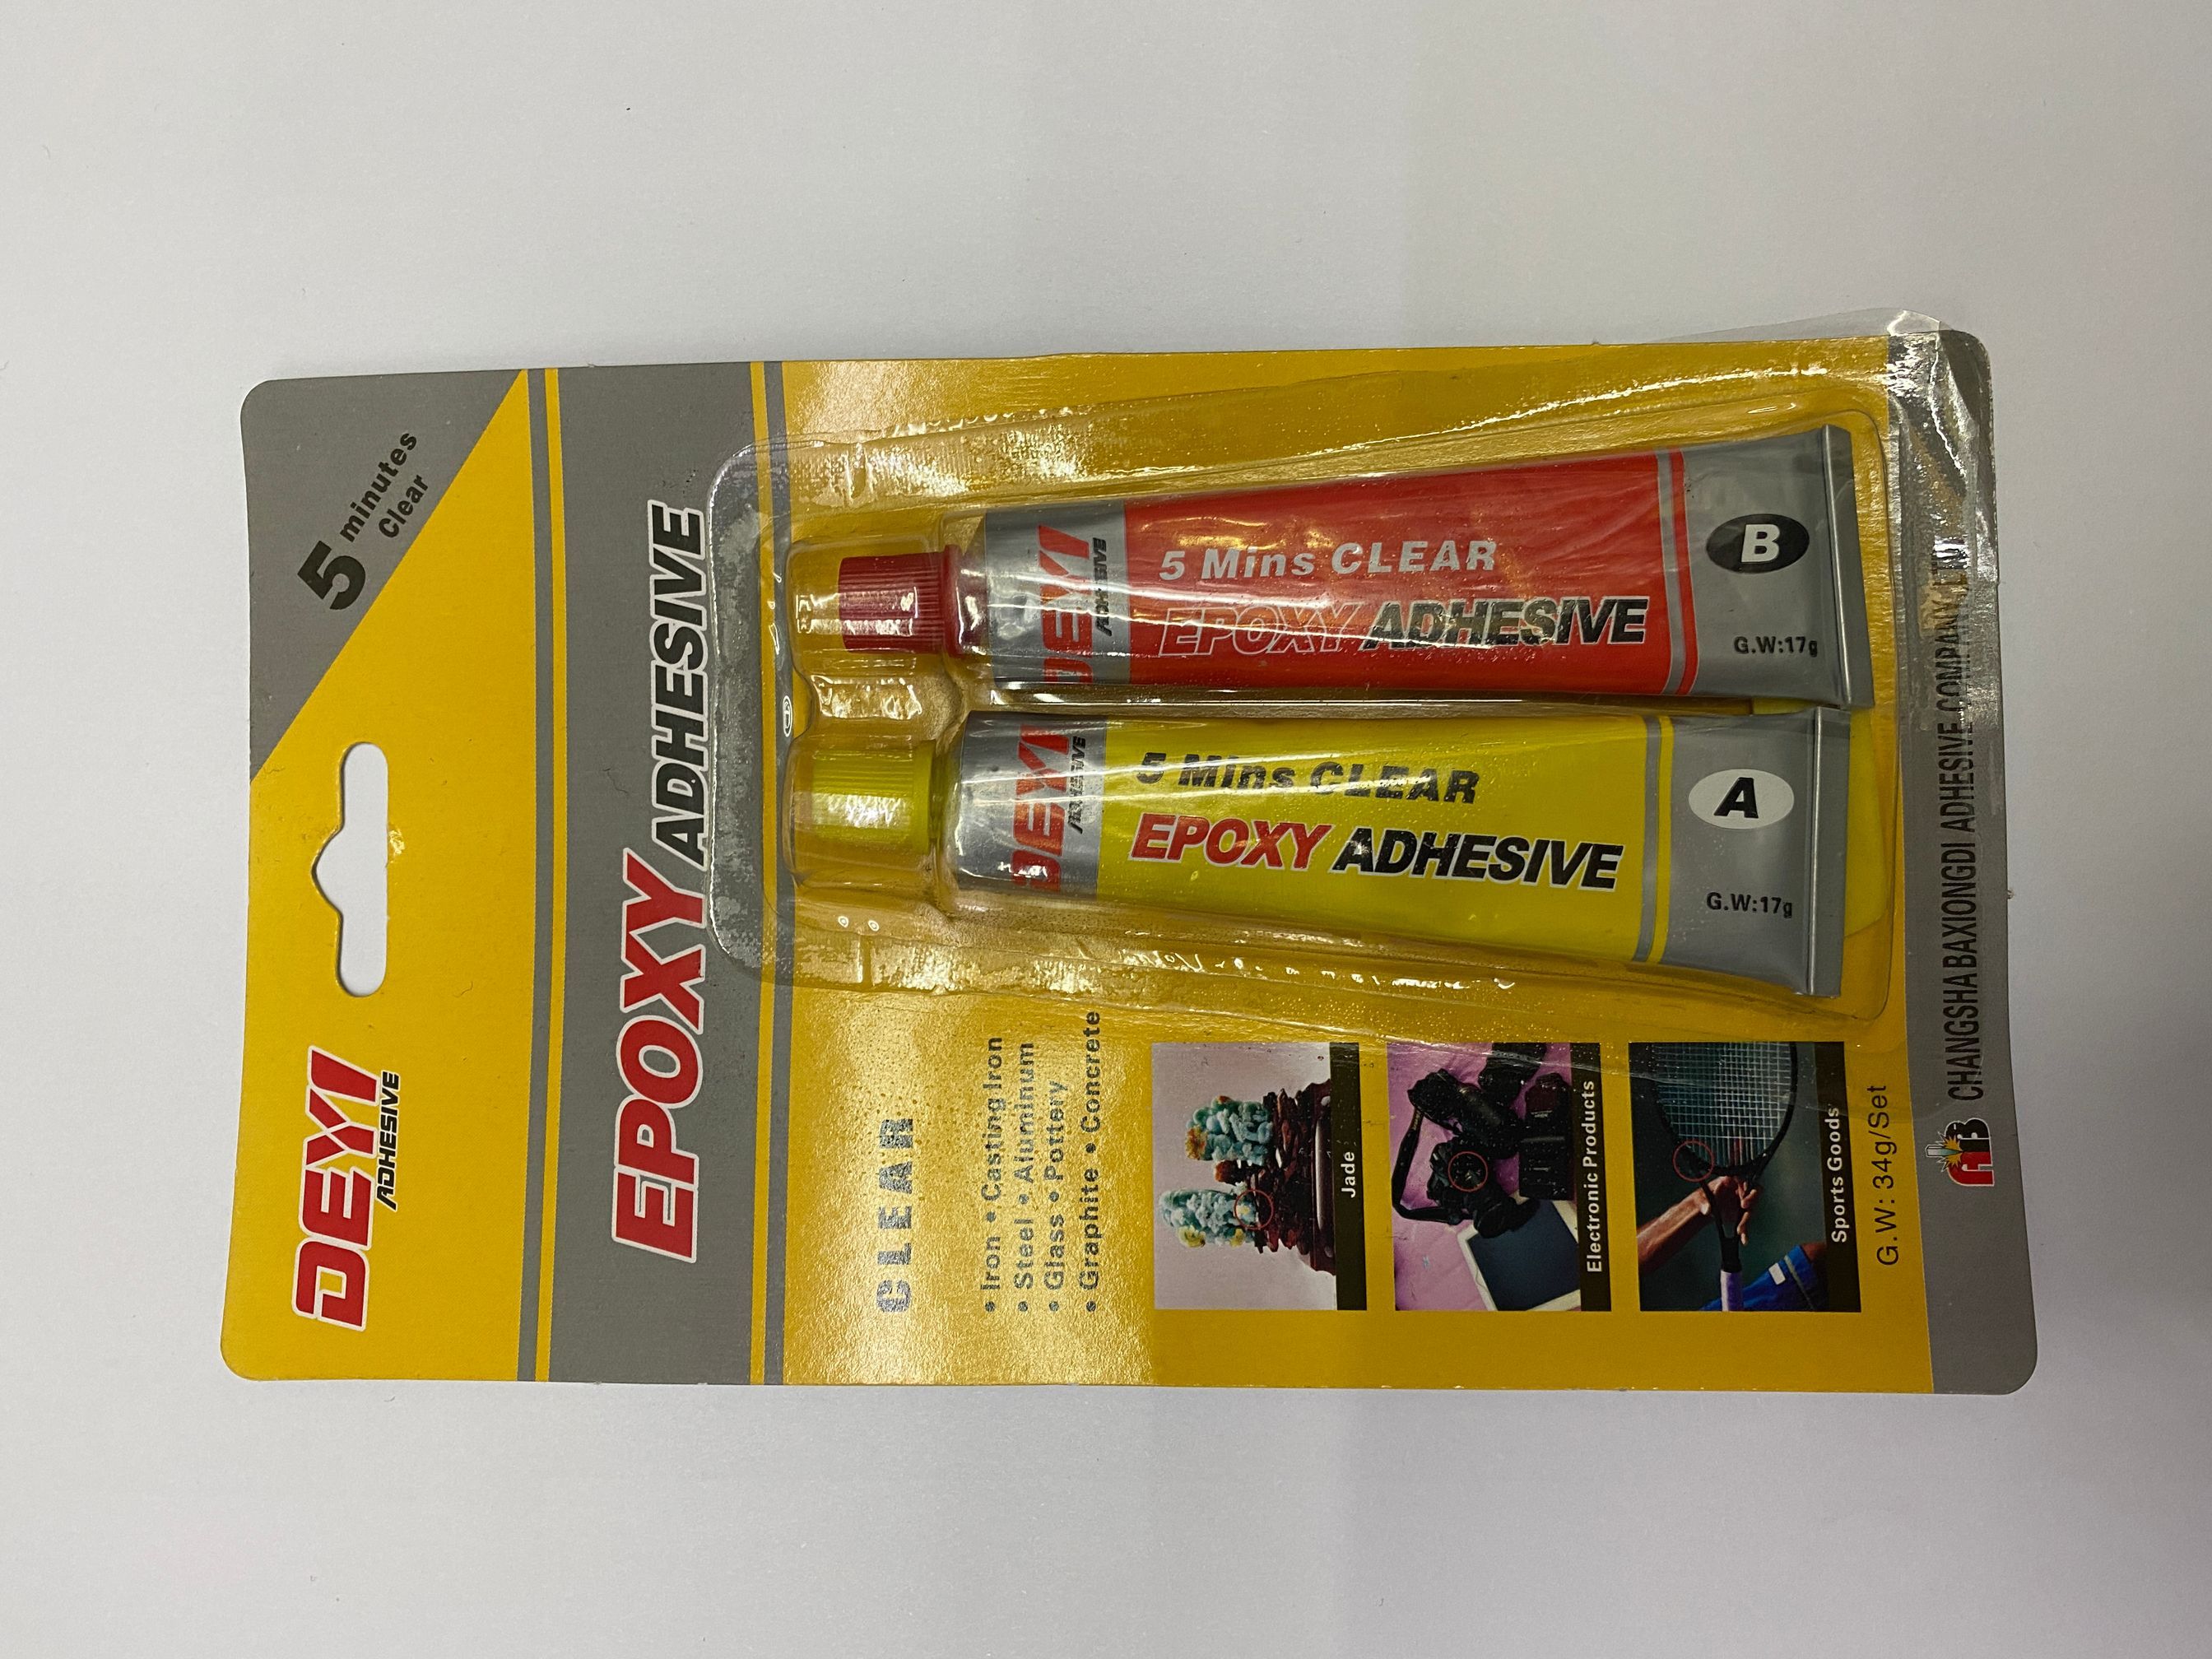 DEYI
ADHESIVE
5 minutes
Clear
EPOXY ADHESIVE
CLEAR
• Iron • Casting Iron
• Steel • Aluminum
• Glass • Pottery
• Graphite • Concrete
Jade
Electronic Products
Sports Goods
G.W: 34g/Set
DEYI
ADHESIVE
5 Mins CLEAR
EPOXY ADHESIVE
A
G.W:17g
DEYI
ADHESIVE
5 Mins CLEAR
EPOXY ADHESIVE
B
G.W:17g
CHANGSHA BAXIONGDI ADHESIVE COMPANY LTD